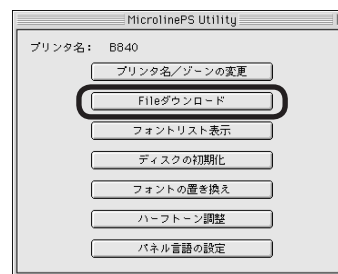 MicrolinePS Utility
プリンタ名： B840
プリンタ名／ゾーンの変更
Fileダウンロード
フォントリスト表示
ディスクの初期化
フォントの置き換え
ハーフトーン調整
パネル言語の設定